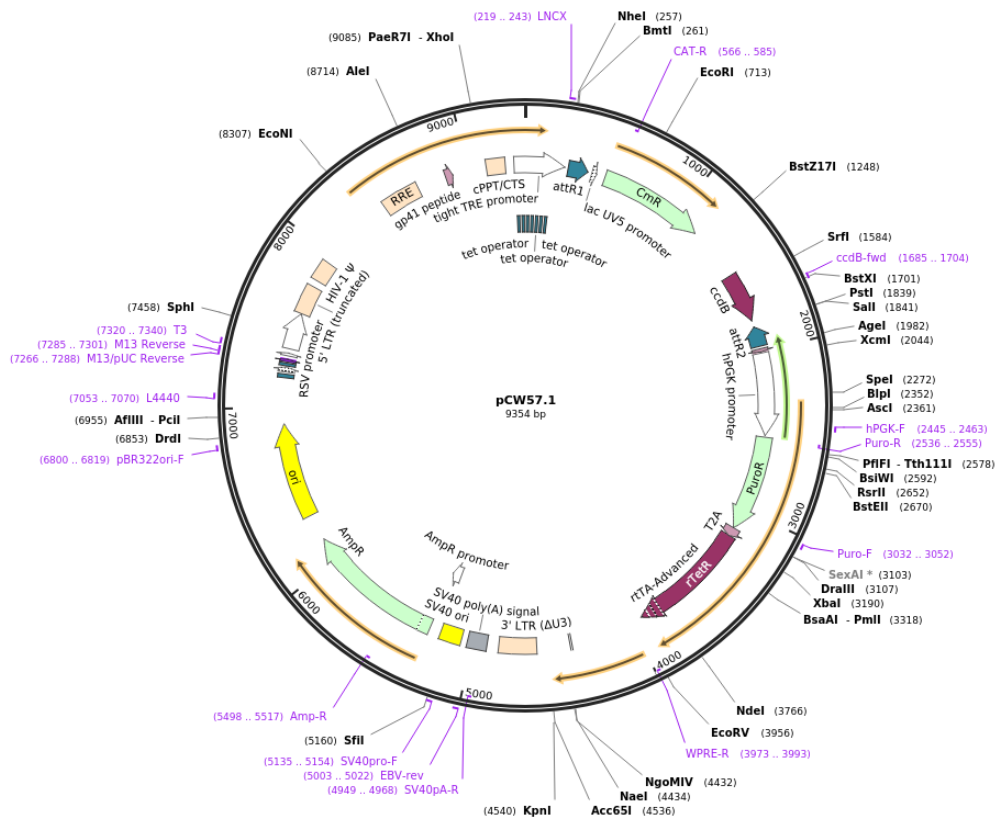 (219 .. 243) LNCX
NheI (257)
BmtI (261)
CAT-R (566 .. 585)
EcoRI (713)
BstZ17I (1248)
SrfI (1584)
ccdB-fwd (1685 .. 1704)
BstXI (1701)
PstI (1839)
SalI (1841)
AgeI (1982)
XcmI (2044)
SpeI (2272)
BlpI (2352)
AscI (2361)
hPGK-F (2445 .. 2463)
Puro-R (2536 .. 2555)
PflFI - Tth111I (2578)
BsiWI (2592)
RsrII (2652)
BstEII (2670)
Puro-F (3032 .. 3052)
SexAI * (3103)
DraIII (3107)
XbaI (3190)
BsaAI - PmlI (3318)
NdeI (3766)
EcoRV (3956)
WPRE-R (3973 .. 3993)
NgoMIV (4432)
NaeI (4434)
Acc65I (4536)
(4540) KpnI
(4949 .. 4968) SV40pA-R
(5003 .. 5022) EBV-rev
(5135 .. 5154) SV40pro-F
(5160) SfiI
(5498 .. 5517) Amp-R
(6800 .. 6819) pBR322ori-F
(6853) DrdI
(6955) AflIII - PciI
(7053 .. 7070) L4440
(7266 .. 7288) M13/pUC Reverse
(7285 .. 7301) M13 Reverse
(7320 .. 7340) T3
(7458) SphI
(8307) EcoNI
(8714) AleI
(9085) PaeR7I - XhoI
1000
2000
3000
4000
5000
6000
7000
8000
9000
RRE
gp41 peptide
cPPT/CTS
tight TRE promoter
attR1
lac UV5 promoter
CmR
tet operator
tet operator
tet operator
ccdB
attR2
hPGK promoter
PuroR
T2A
rTetR
rtTA-Advanced
3' LTR (ΔU3)
SV40 poly(A) signal
SV40 ori
AmpR promoter
AmpR
ori
RSV promoter
5' LTR (truncated)
HIV-1 Ψ
pCW57.1
9354 bp